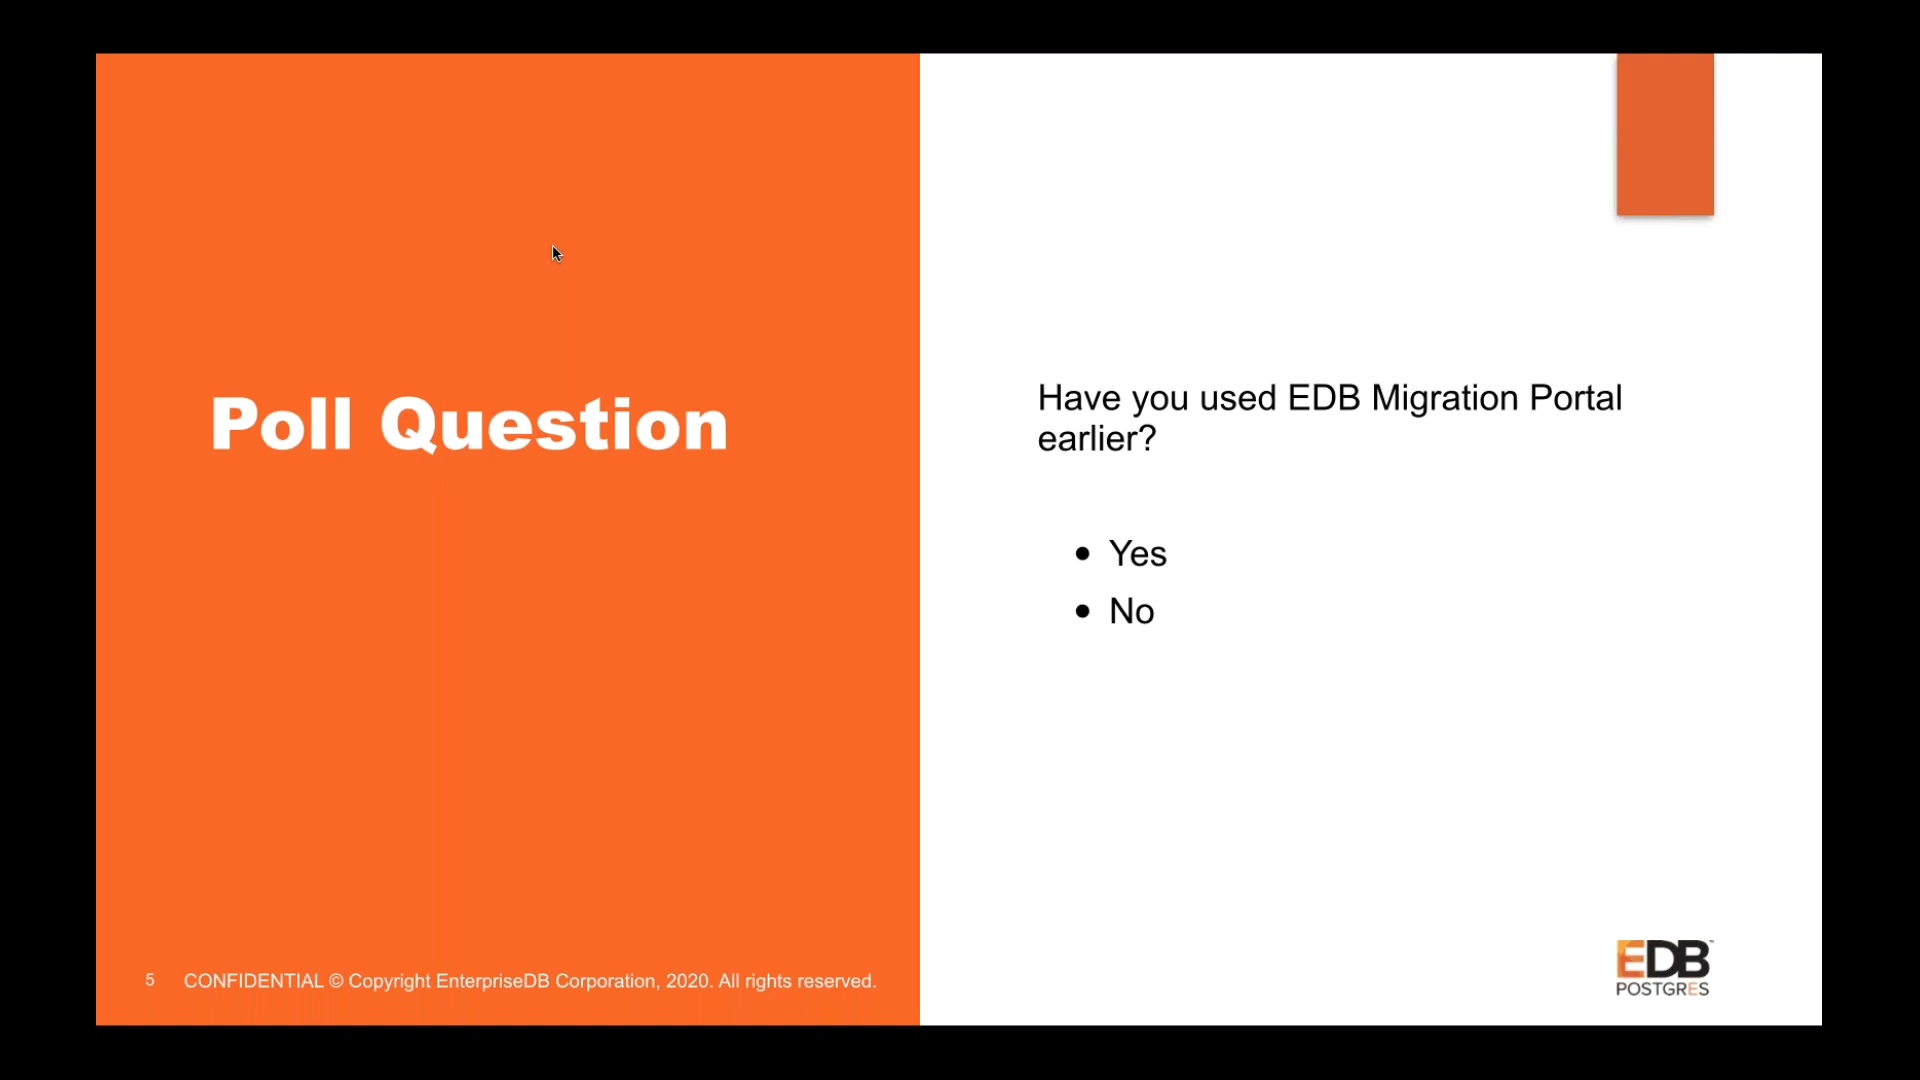 Poll Question
Have you used EDB Migration Portal
earlier?
• Yes
• No
5 CONFIDENTIAL © Copyright EnterpriseDB Corporation, 2020. All rights reserved.
EDB™
POSTGRES